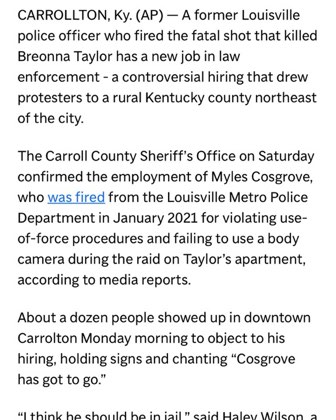 CARROLLTON, Ky. (AP) — A former Louisville
police officer who fired the fatal shot that killed
Breonna Taylor has a new job in law
enforcement - a controversial hiring that drew
protesters to a rural Kentucky county northeast
of the city.
The Carroll County Sheriff's Office on Saturday
confirmed the employment of Myles Cosgrove,
who was fired from the Louisville Metro Police
Department in January 2021 for violating use-
of-force procedures and failing to use a body
camera during the raid on Taylor's apartment,
according to media reports.
About a dozen people showed up in downtown
Carrolton Monday morning to object to his
hiring, holding signs and chanting “Cosgrove
has got to go.”
“I think he should be in jail,” said Haley Wilson, a